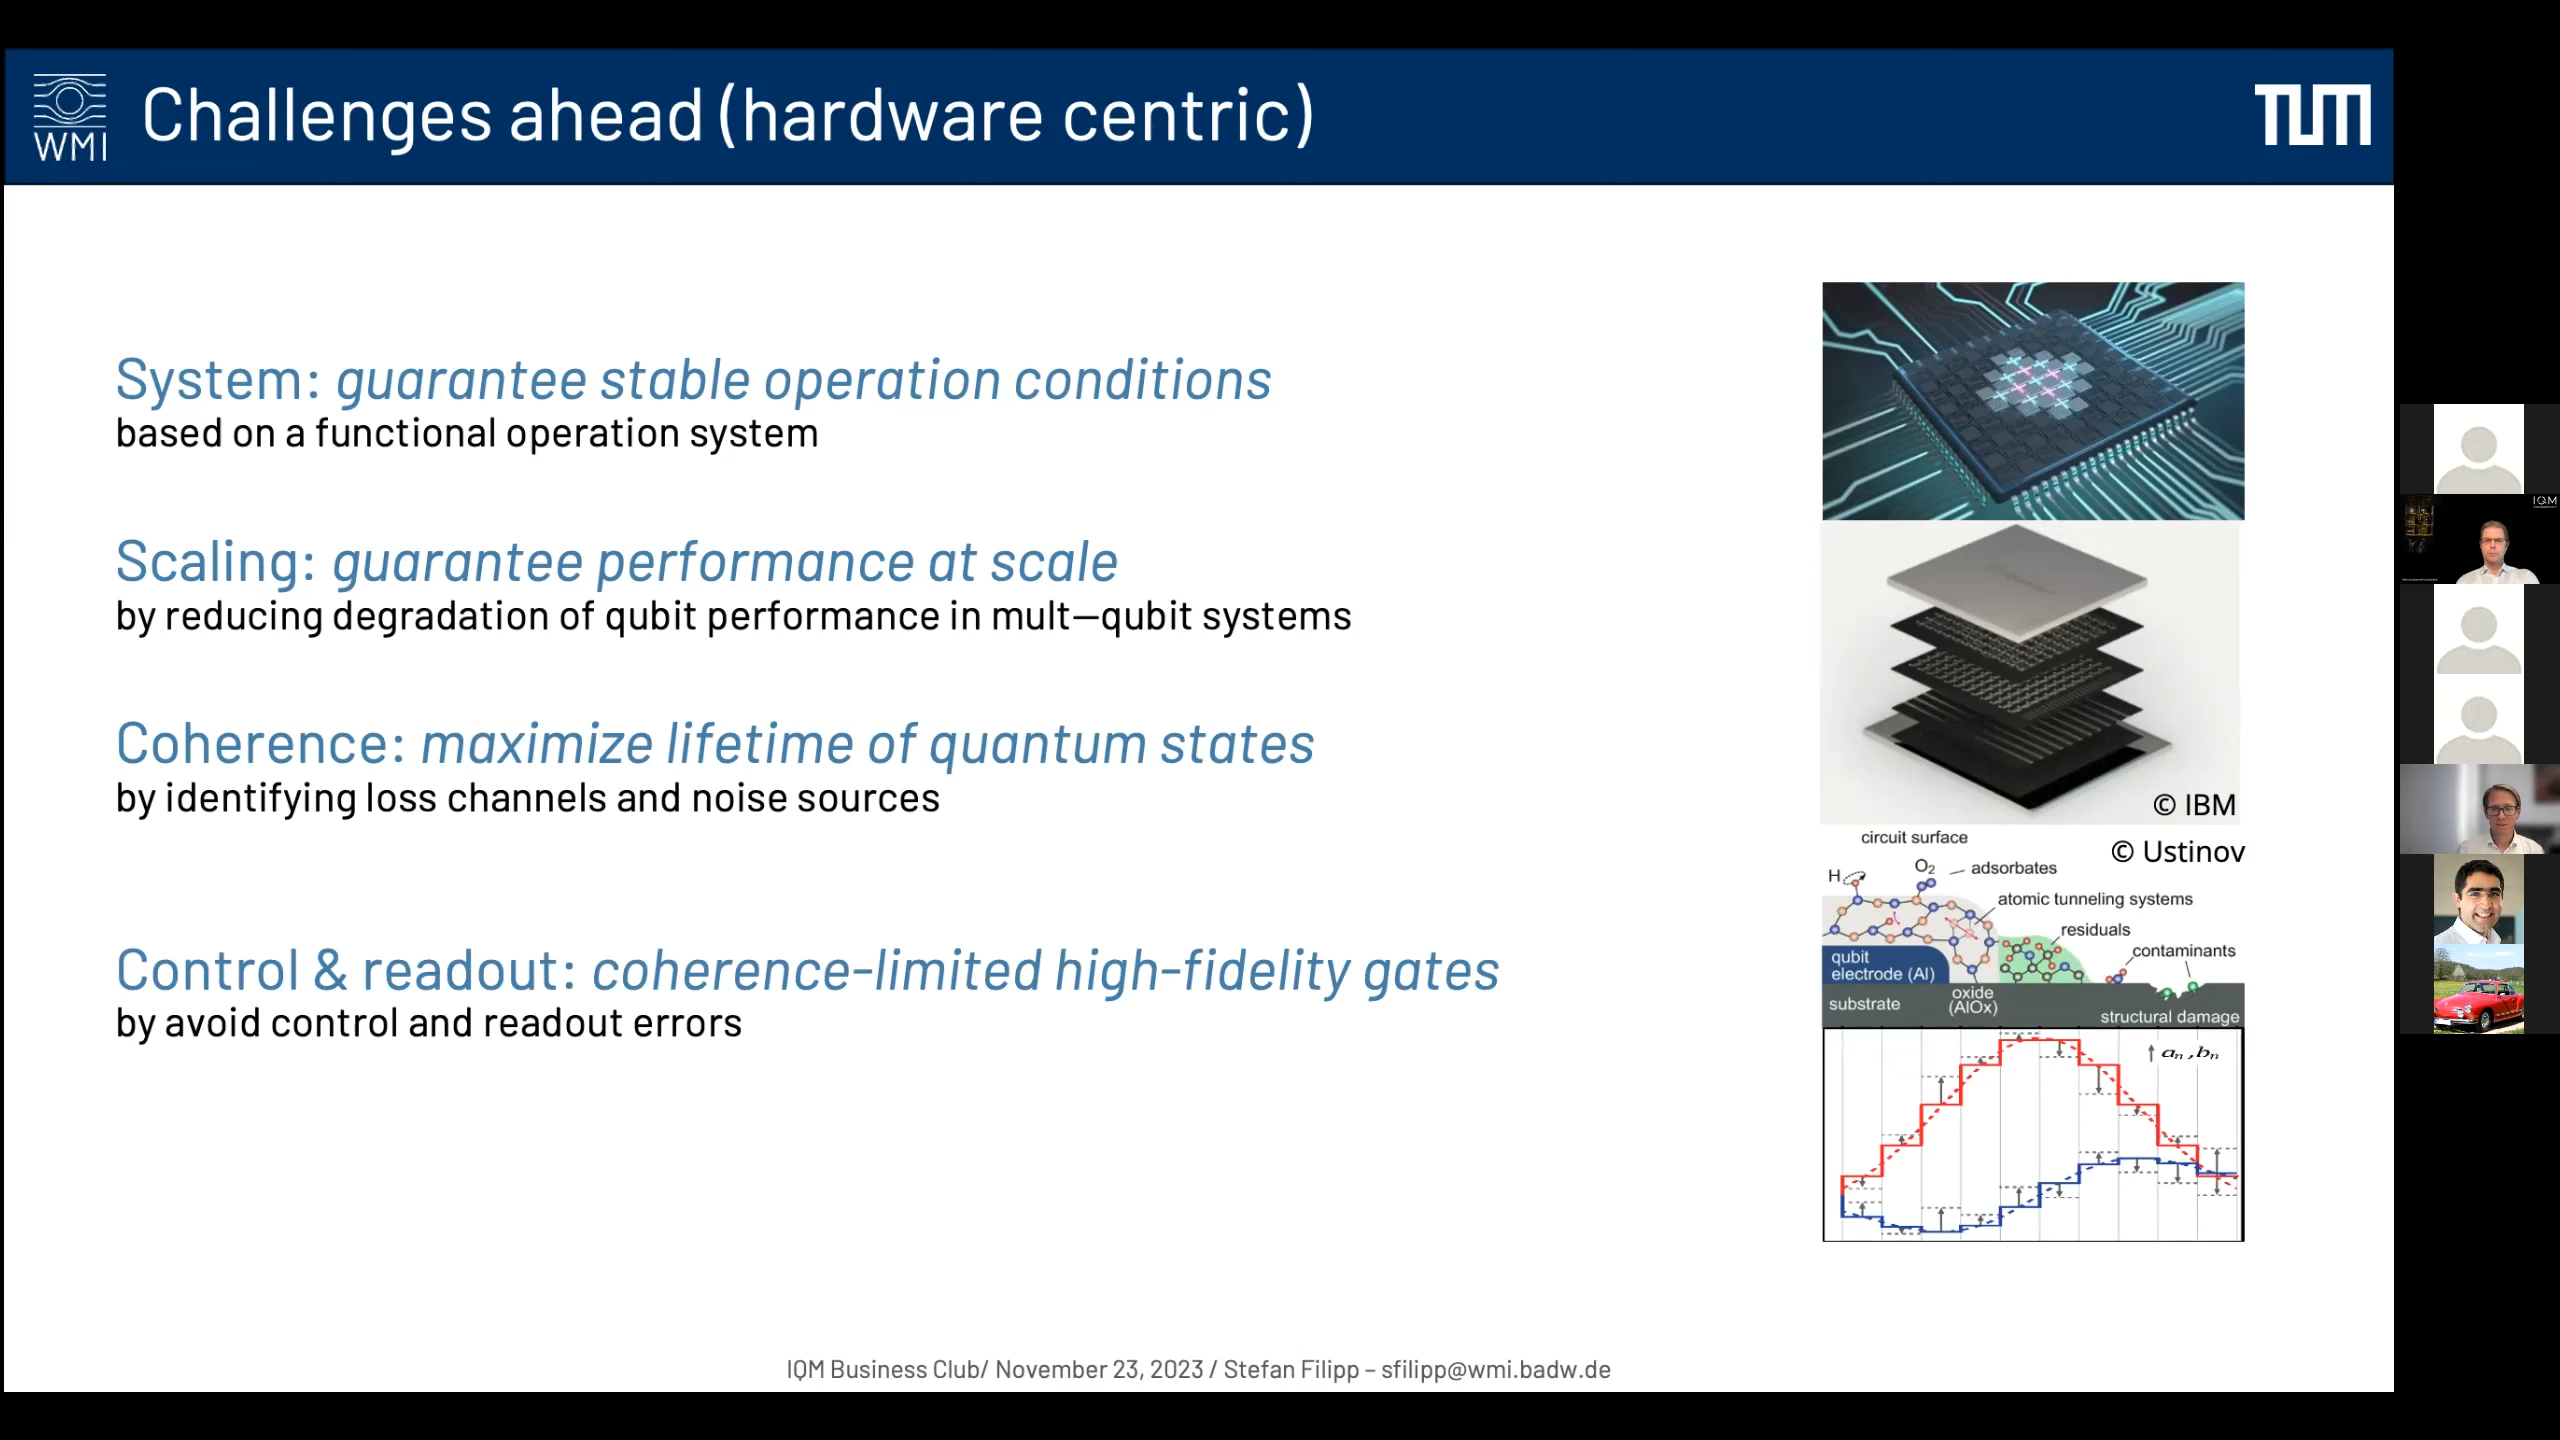 WMI
Challenges ahead (hardware centric)
TUM
System: guarantee stable operation conditions
based on a functional operation system
Scaling: guarantee performance at scale
by reducing degradation of qubit performance in mult—qubit systems
Coherence: maximize lifetime of quantum states
by identifying loss channels and noise sources
Control & readout: coherence-limited high-fidelity gates
by avoid control and readout errors
© IBM
circuit surface
© Ustinov
H
O₂
adsorbates
atomic tunneling systems
residuals
contaminants
qubit
electrode (Al)
substrate
oxide
(AlOx)
structural damage
aₙ, bₙ
IQM
IQM Business Club/ November 23, 2023 / Stefan Filipp – sfilipp@wmi.badw.de